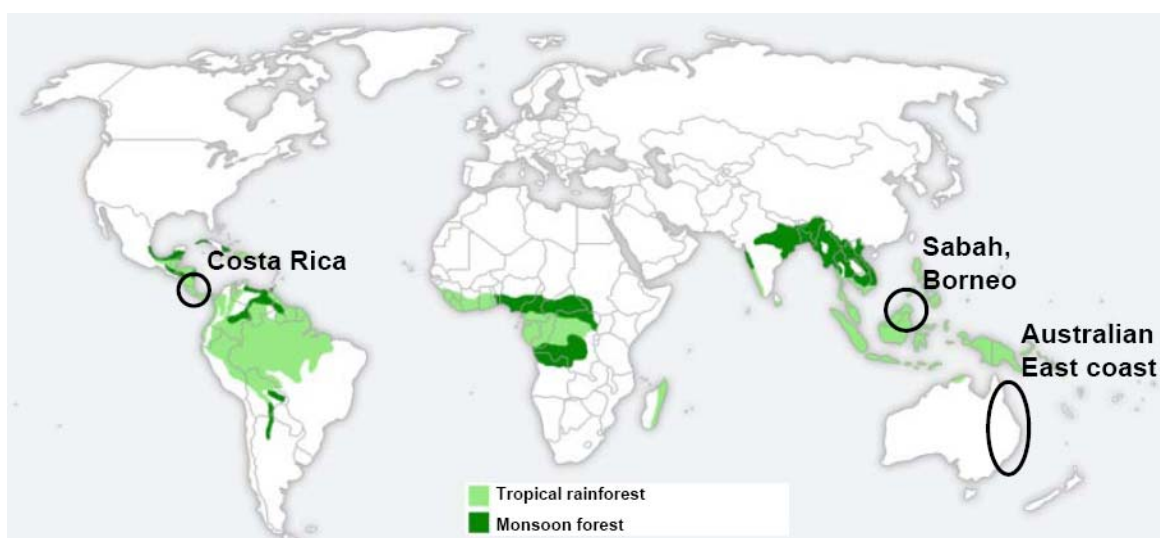 Costa Rica
Sabah,
Borneo
Australian
East coast
Tropical rainforest
Monsoon forest